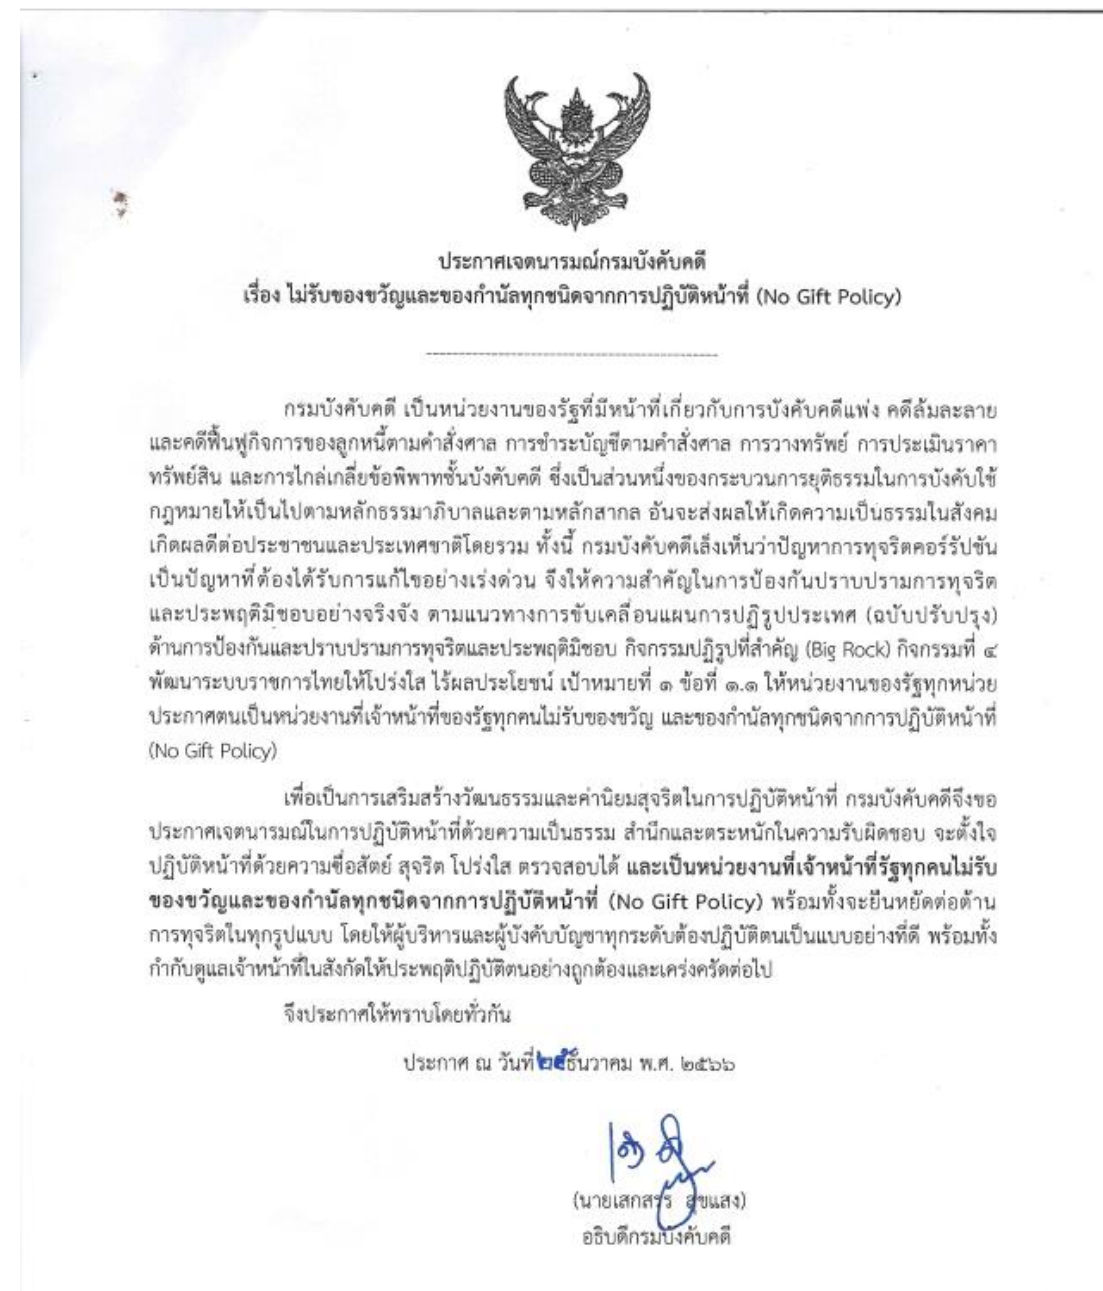 ประกาศเจตนารมณ์กรมบังคับคดี
เรื่อง ไม่รับของขวัญและของกำนัลทุกชนิดจากการปฏิบัติหน้าที่ (No Gift Policy)
กรมบังคับคดี เป็นหน่วยงานของรัฐที่มีหน้าที่เกี่ยวกับการบังคับคดีแพ่ง คดีล้มละลาย
และคดีฟื้นฟูกิจการของลูกหนี้ตามคำสั่งศาล การชำระบัญชีตามคำสั่งศาล การวางทรัพย์ การประเมินราคา
ทรัพย์สิน และการไกล่เกลี่ยข้อพิพาทชั้นบังคับคดี ซึ่งเป็นส่วนหนึ่งของกระบวนการยุติธรรมในการบังคับใช้
กฎหมายให้เป็นไปตามหลักธรรมาภิบาลและตามหลักสากล อันจะส่งผลให้เกิดความเป็นธรรมในสังคม
เกิดผลดีต่อประชาชนและประเทศชาติโดยรวม ทั้งนี้ กรมบังคับคดีเล็งเห็นว่าปัญหาการทุจริตคอร์รัปชัน
เป็นปัญหาที่ต้องได้รับการแก้ไขอย่างเร่งด่วน จึงให้ความสำคัญในการป้องกันปราบปรามการทุจริต
และประพฤติมิชอบอย่างจริงจัง ตามแนวทางการขับเคลื่อนแผนการปฏิรูปประเทศ (ฉบับปรับปรุง)
ด้านการป้องกันและปราบปรามการทุจริตและประพฤติมิชอบ กิจกรรมปฏิรูปที่สำคัญ (Big Rock) กิจกรรมที่ ๔
พัฒนาระบบราชการไทยให้โปร่งใส ไร้ผลประโยชน์ เป้าหมายที่ ๑ ข้อที่ ๑.๑ ให้หน่วยงานของรัฐทุกหน่วย
ประกาศตนเป็นหน่วยงานที่เจ้าหน้าที่ของรัฐทุกคนไม่รับของขวัญ และของกำนัลทุกชนิดจากการปฏิบัติหน้าที่
(No Gift Policy)
เพื่อเป็นการเสริมสร้างวัฒนธรรมและค่านิยมสุจริตในการปฏิบัติหน้าที่ กรมบังคับคดีจึงขอ
ประกาศเจตนารมณ์ในการปฏิบัติหน้าที่ด้วยความเป็นธรรม สำนึกและตระหนักในความรับผิดชอบ จะตั้งใจ
ปฏิบัติหน้าที่ด้วยความซื่อสัตย์ สุจริต โปร่งใส ตรวจสอบได้ และเป็นหน่วยงานที่เจ้าหน้าที่รัฐทุกคนไม่รับ
ของขวัญและของกำนัลทุกชนิดจากการปฏิบัติหน้าที่ (No Gift Policy) พร้อมทั้งจะยืนหยัดต่อต้าน
การทุจริตในทุกรูปแบบ โดยให้ผู้บริหารและผู้บังคับบัญชาทุกระดับต้องปฏิบัติตนเป็นแบบอย่างที่ดี พร้อมทั้ง
กำกับดูแลเจ้าหน้าที่ในสังกัดให้ประพฤติปฏิบัติตนอย่างถูกต้องและเคร่งครัดต่อไป
จึงประกาศให้ทราบโดยทั่วกัน
ประกาศ ณ วันที่ ธันวาคม พ.ศ. ๒๕๖๖
(นายเสกสรร สุขแสง)
อธิบดีกรมบังคับคดี